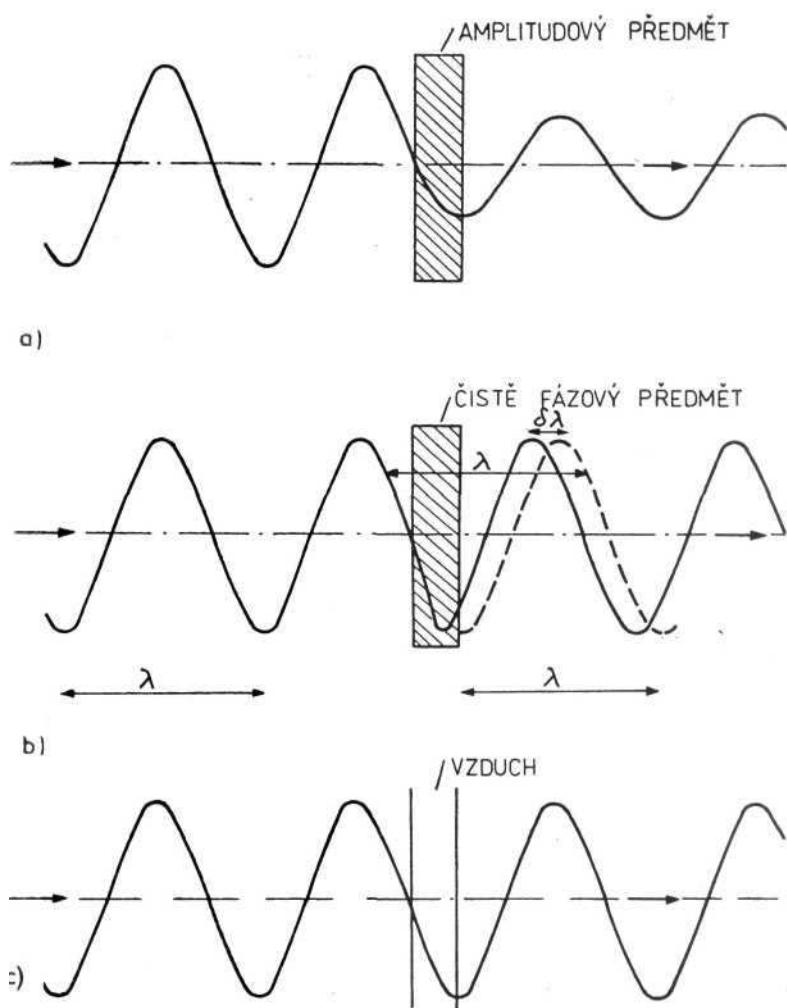 AMPLITUDOVÝ PŘEDMĚT
a)
ČISTĚ FÁZOVÝ PŘEDMĚT
δλ
λ
λ
λ
b)
VZDUCH
c)